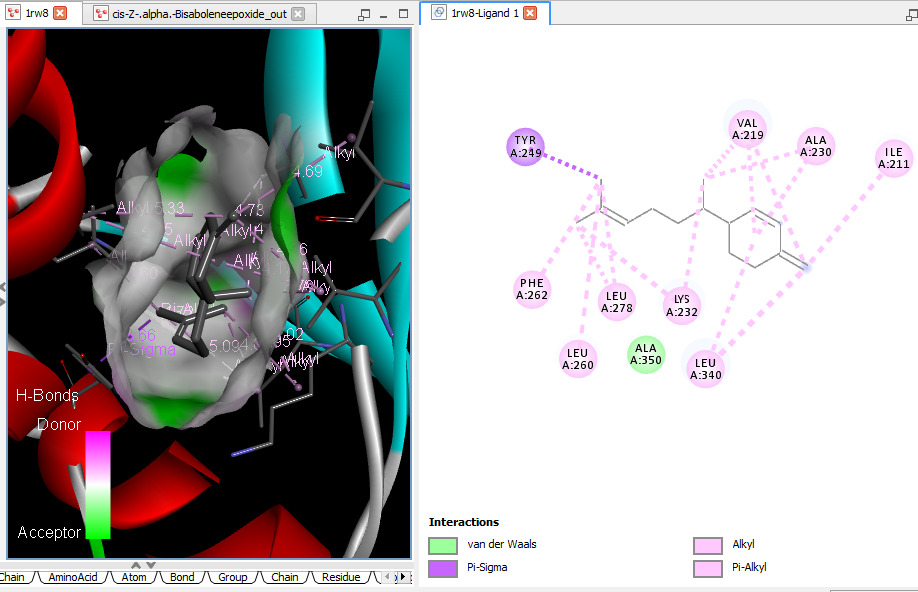 1rw8
cis-Z-.alpha.-Bisaboleneepoxide_out
1rw8-Ligand 1
Alkyl
4.69
Alkyl
5.33
4.73
Alkyl
Alkyl
Alkyl
5.09
Pi-Sigma
Alkyl
H-Bonds
Donor
Acceptor
TYR
A:249
VAL
A:219
ALA
A:230
ILE
A:211
PHE
A:262
LEU
A:278
LYS
A:232
LEU
A:260
ALA
A:350
LEU
A:340
Interactions
van der Waals
Alkyl
Pi-Sigma
Pi-Alkyl
Chain
AminoAcid
Atom
Bond
Group
Chain
Residue